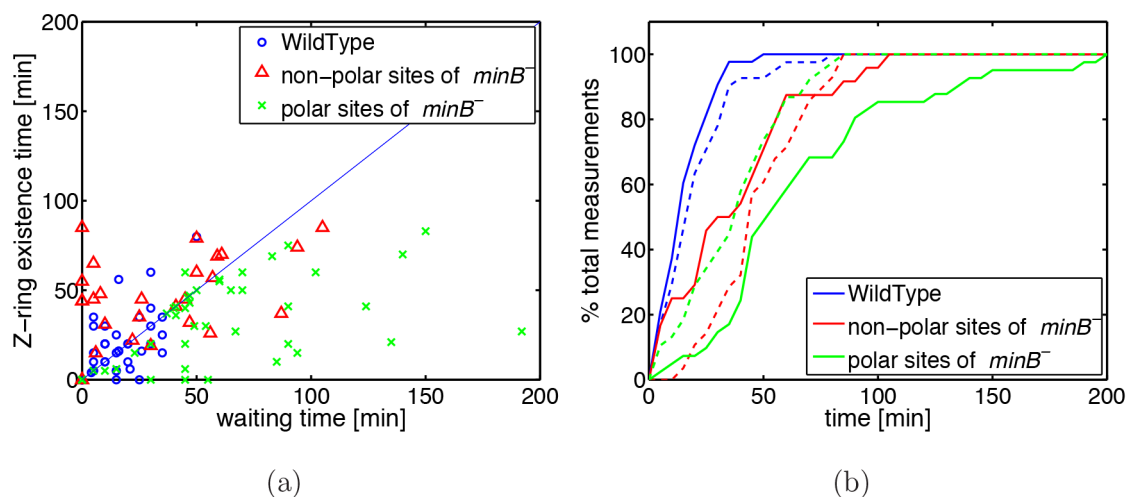 200
150
100
50
0
Z-ring existence time [min]
WildType
non-polar sites of minB⁻
polar sites of minB⁻
0 50 100 150 200
waiting time [min]
(a)
100
80
60
40
20
0
% total measurements
WildType
non-polar sites of minB⁻
polar sites of minB⁻
0 50 100 150 200
time [min]
(b)